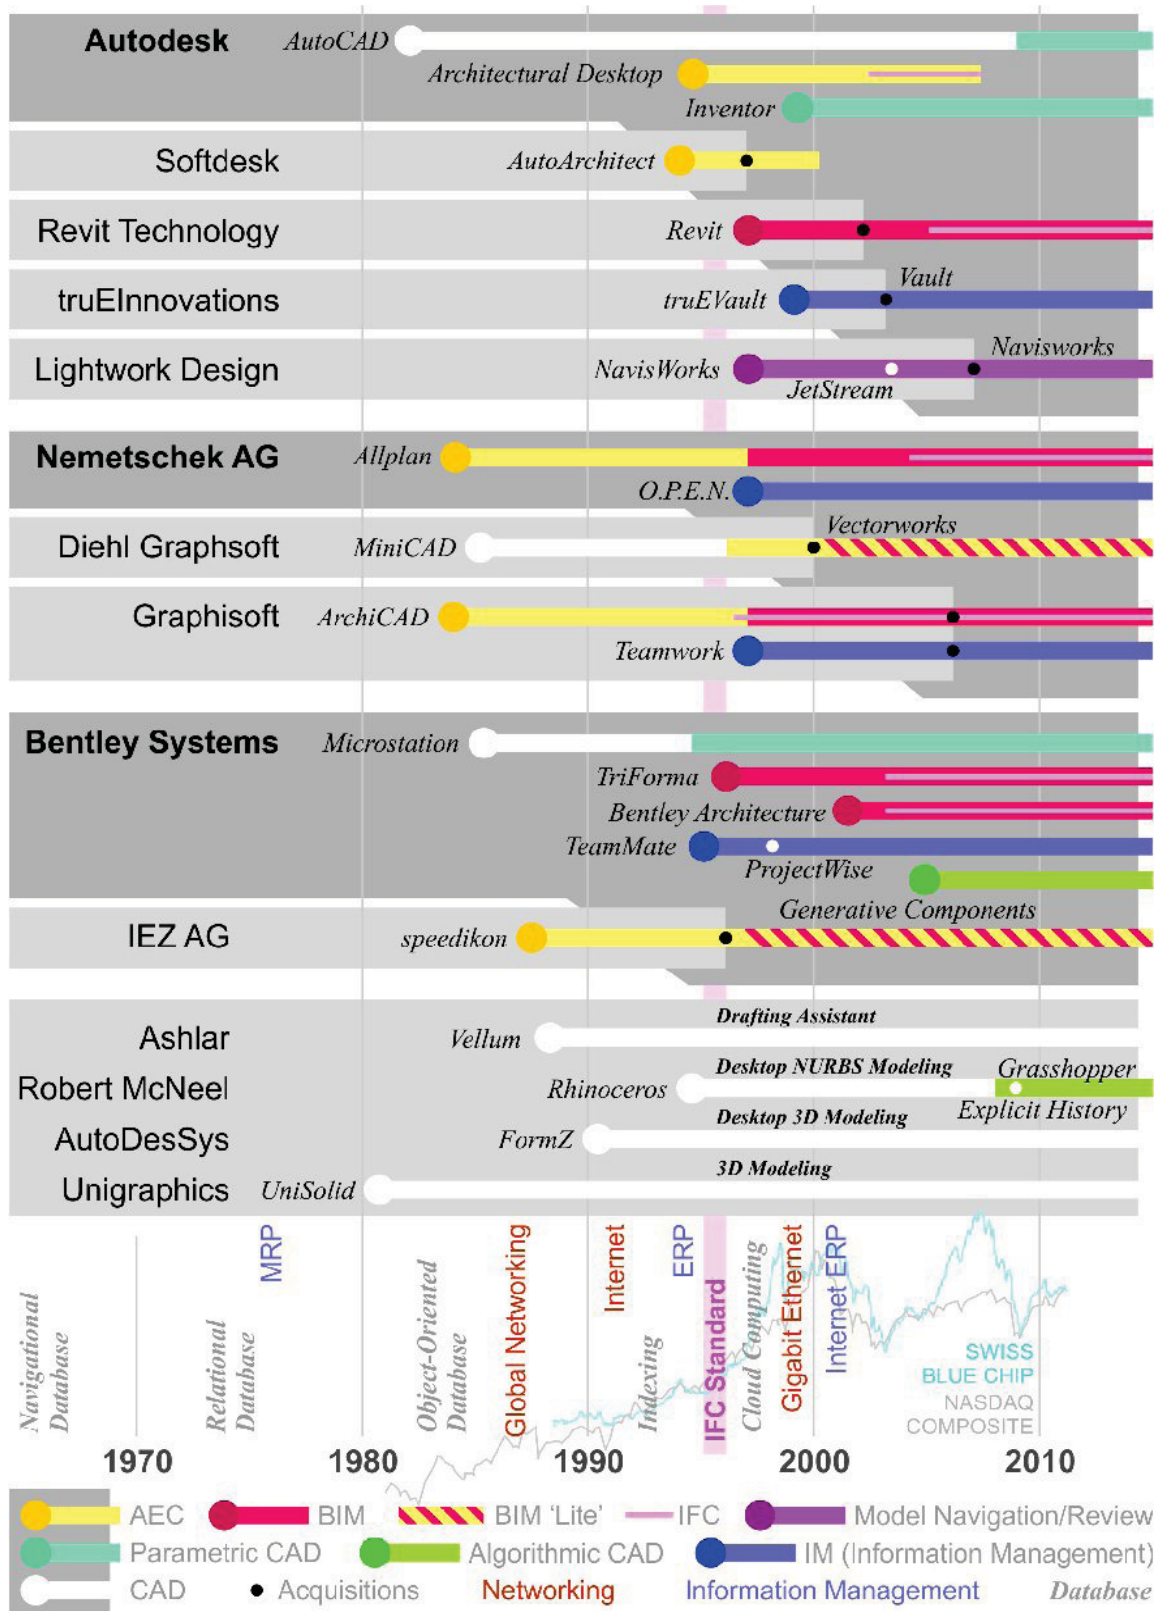 Autodesk AutoCAD
Architectural Desktop
Inventor
Softdesk AutoArchitect
Revit Technology Revit
truEInnovations truEVault Vault
Lightwork Design NavisWorks JetStream Navisworks
Nemetschek AG Allplan
O.P.E.N.
Diehl Graphsoft MiniCAD Vectorworks
Graphisoft ArchiCAD
Teamwork
Bentley Systems Microstation
TriForma
Bentley Architecture
TeamMate ProjectWise
Generative Components
IEZ AG speedikon
Ashlar Vellum Drafting Assistant
Robert McNeel Rhinoceros Desktop NURBS Modeling Grasshopper
Explicit History
AutoDesSys FormZ Desktop 3D Modeling
Unigraphics UniSolid 3D Modeling
Navigational
Database
Relational
Database
MRP
Object-Oriented
Database
Global Networking
Internet
Indexing
ERP
IFC Standard
Cloud Computing
Gigabit Ethernet
Internet ERP
SWISS
BLUE CHIP
NASDAQ
COMPOSITE
1970 1980 1990 2000 2010
AEC BIM BIM ‘Lite’ IFC Model Navigation/Review
Parametric CAD Algorithmic CAD IM (Information Management)
CAD Acquisitions Networking Information Management Database